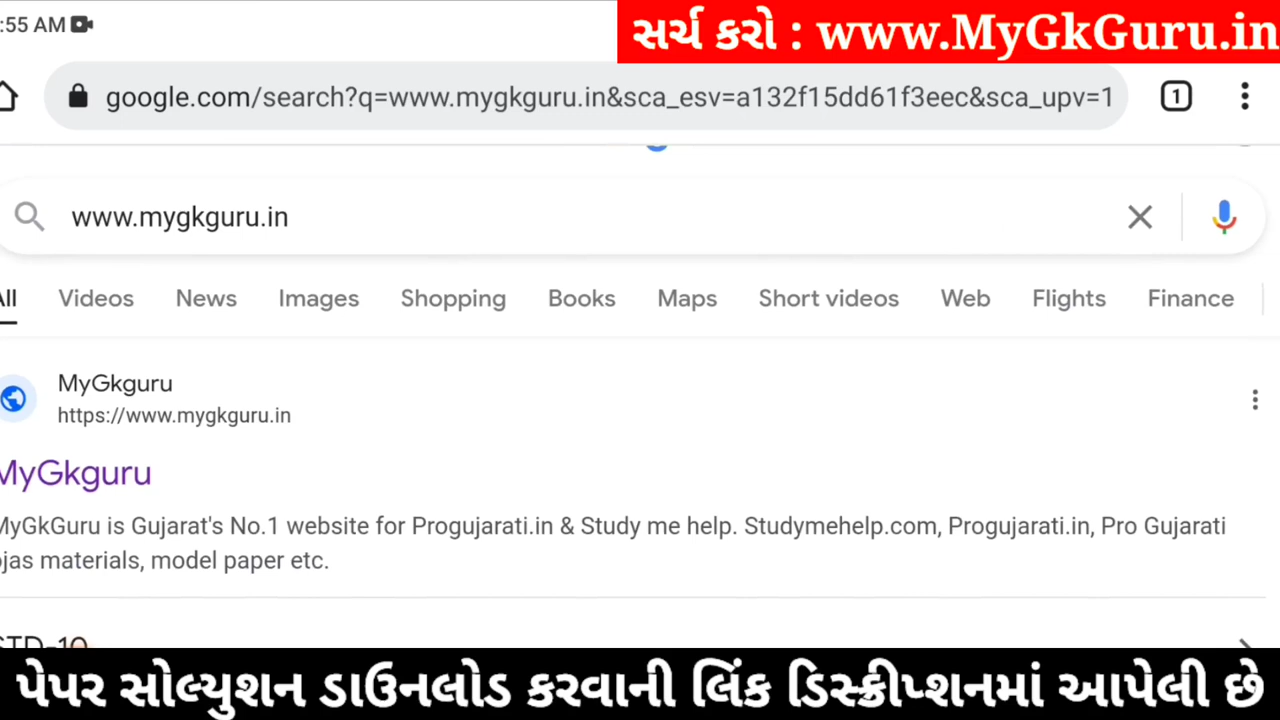 :55 AM
સર્ચ કરો : www.MyGkGuru.in
google.com/search?q=www.mygkguru.in&sca_esv=a132f15dd61f3eec&sca_upv=1
1
www.mygkguru.in
All Videos News Images Shopping Books Maps Short videos Web Flights Finance
MyGkguru
https://www.mygkguru.in
MyGkguru
MyGkGuru is Gujarat's No.1 website for Progujarati.in & Study me help. Studymehelp.com, Progujarati.in, Pro Gujarati
ojas materials, model paper etc.
STD-10
પેપર સોલ્યુશન ડાઉનલોડ કરવાની લિંક ડિસ્ક્રીપ્શનમાં આપેલી છે